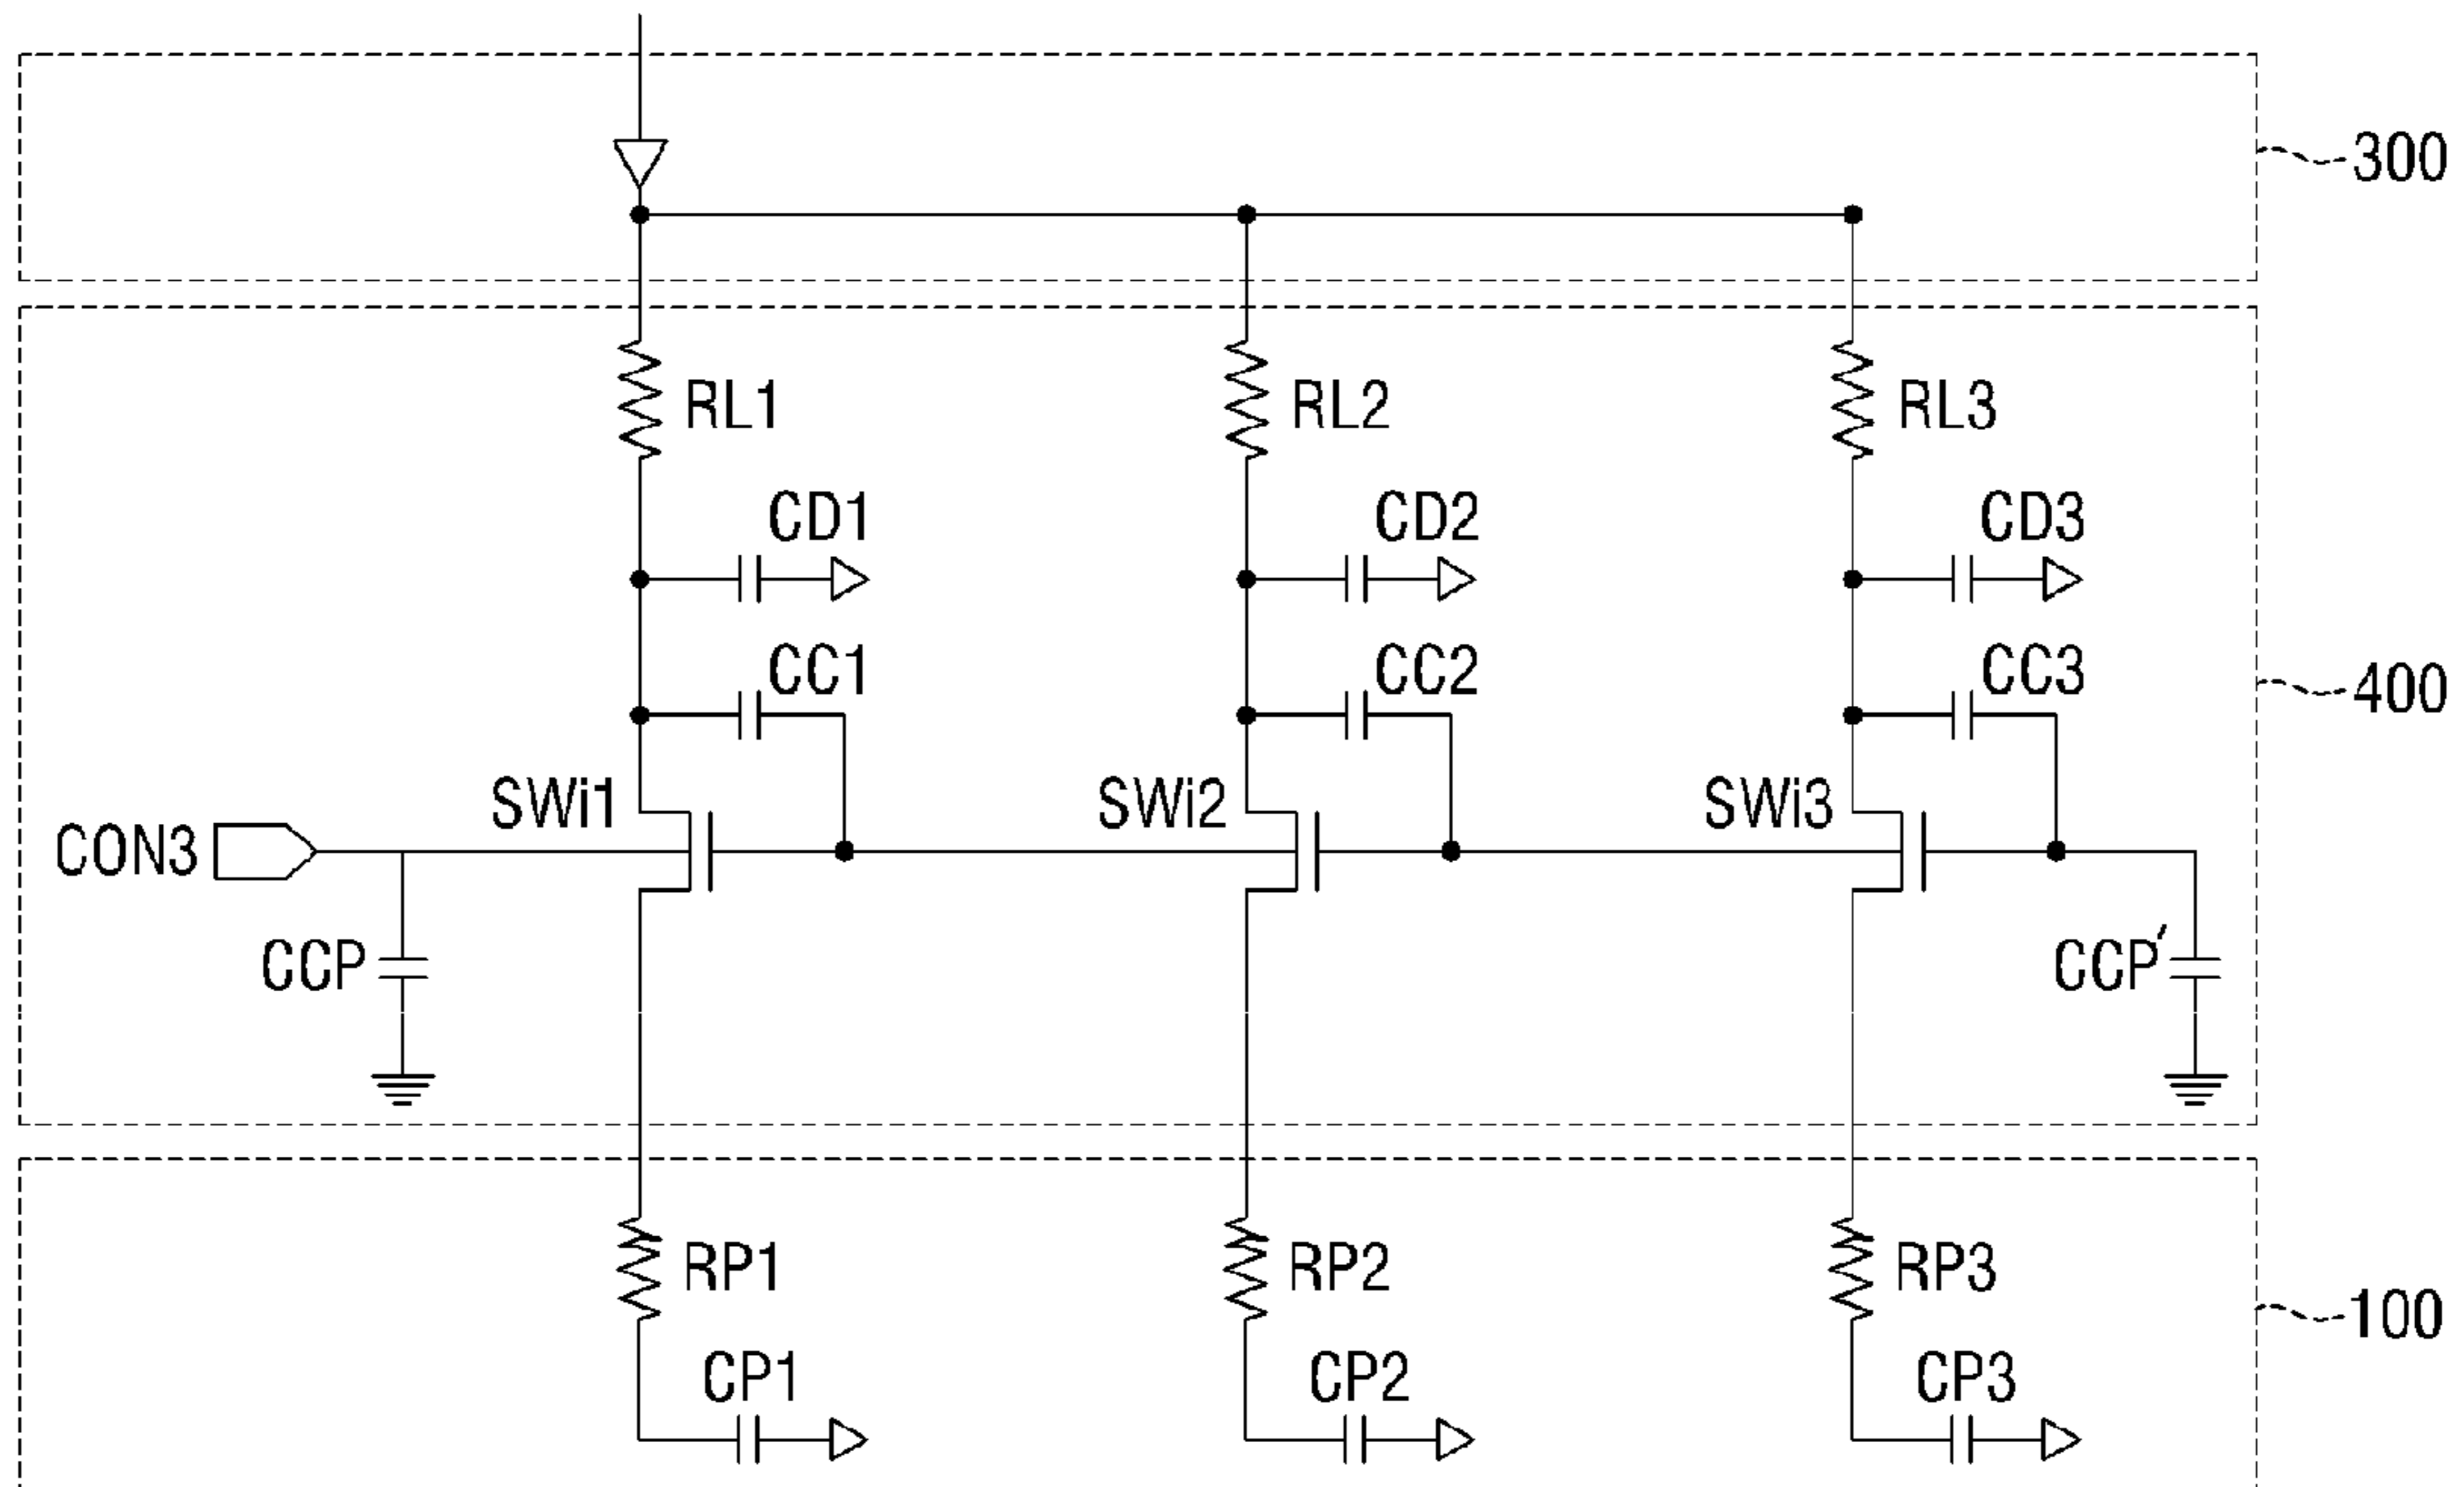 300
RL1
RL2
RL3
CD1
CD2
CD3
CC1
CC2
CC3
400
SWi1
SWi2
SWi3
CON3
CCP
CCP′
RP1
RP2
RP3
100
CP1
CP2
CP3